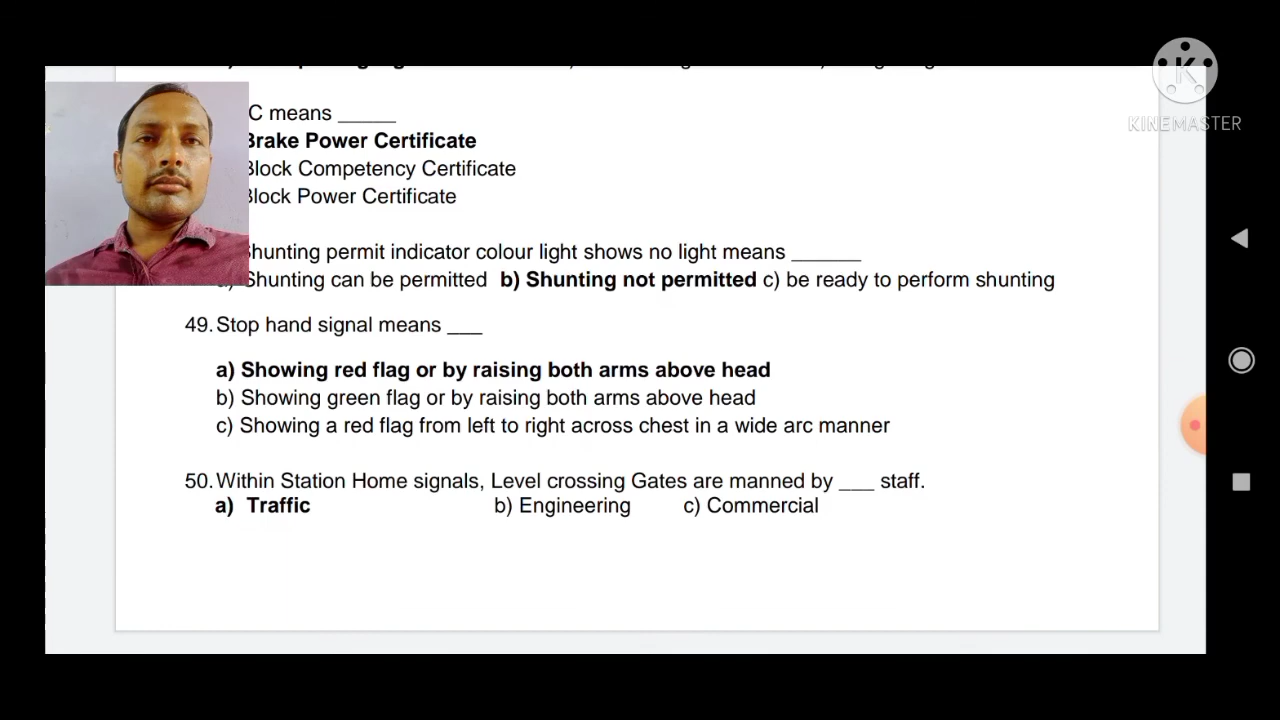 C means _____
KINEMASTER
Brake Power Certificate
Block Competency Certificate
Block Power Certificate
Shunting permit indicator colour light shows no light means ______
Shunting can be permitted b) Shunting not permitted c) be ready to perform shunting
49. Stop hand signal means ___
a) Showing red flag or by raising both arms above head
b) Showing green flag or by raising both arms above head
c) Showing a red flag from left to right across chest in a wide arc manner
50. Within Station Home signals, Level crossing Gates are manned by ___ staff.
a) Traffic b) Engineering c) Commercial